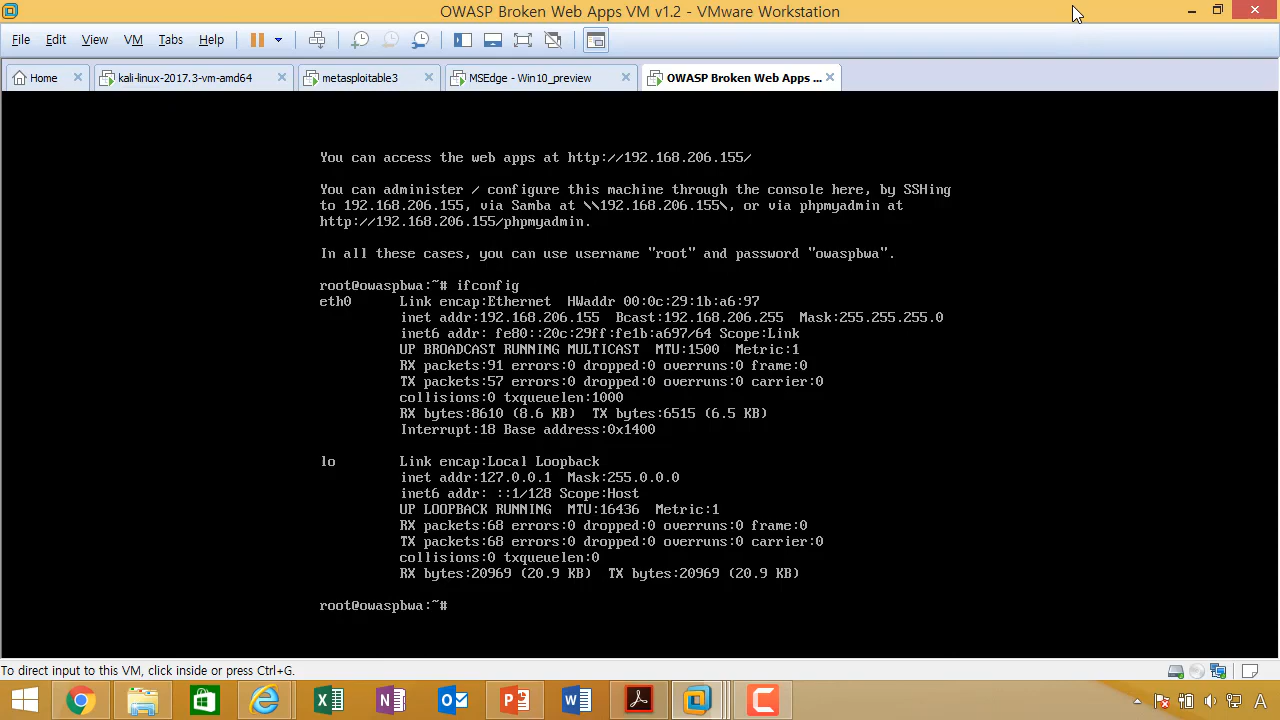 OWASP Broken Web Apps VM v1.2 - VMware Workstation
File Edit View VM Tabs Help
Home kali-linux-2017.3-vm-amd64 metasploitable3 MSEdge - Win10_preview OWASP Broken Web Apps ...
You can access the web apps at http://192.168.206.155/
You can administer / configure this machine through the console here, by SSHing
to 192.168.206.155, via Samba at \\192.168.206.155\, or via phpmyadmin at
http://192.168.206.155/phpmyadmin.
In all these cases, you can use username "root" and password "owaspbwa".
root@owaspbwa:~# ifconfig
eth0 Link encap:Ethernet HWaddr 00:0c:29:1b:a6:97
inet addr:192.168.206.155 Bcast:192.168.206.255 Mask:255.255.255.0
inet6 addr: fe80::20c:29ff:fe1b:a697/64 Scope:Link
UP BROADCAST RUNNING MULTICAST MTU:1500 Metric:1
RX packets:91 errors:0 dropped:0 overruns:0 frame:0
TX packets:57 errors:0 dropped:0 overruns:0 carrier:0
collisions:0 txqueuelen:1000
RX bytes:8610 (8.6 KB) TX bytes:6515 (6.5 KB)
Interrupt:18 Base address:0x1400
lo Link encap:Local Loopback
inet addr:127.0.0.1 Mask:255.0.0.0
inet6 addr: ::1/128 Scope:Host
UP LOOPBACK RUNNING MTU:16436 Metric:1
RX packets:68 errors:0 dropped:0 overruns:0 frame:0
TX packets:68 errors:0 dropped:0 overruns:0 carrier:0
collisions:0 txqueuelen:0
RX bytes:20969 (20.9 KB) TX bytes:20969 (20.9 KB)
root@owaspbwa:~#
To direct input to this VM, click inside or press Ctrl+G.
A